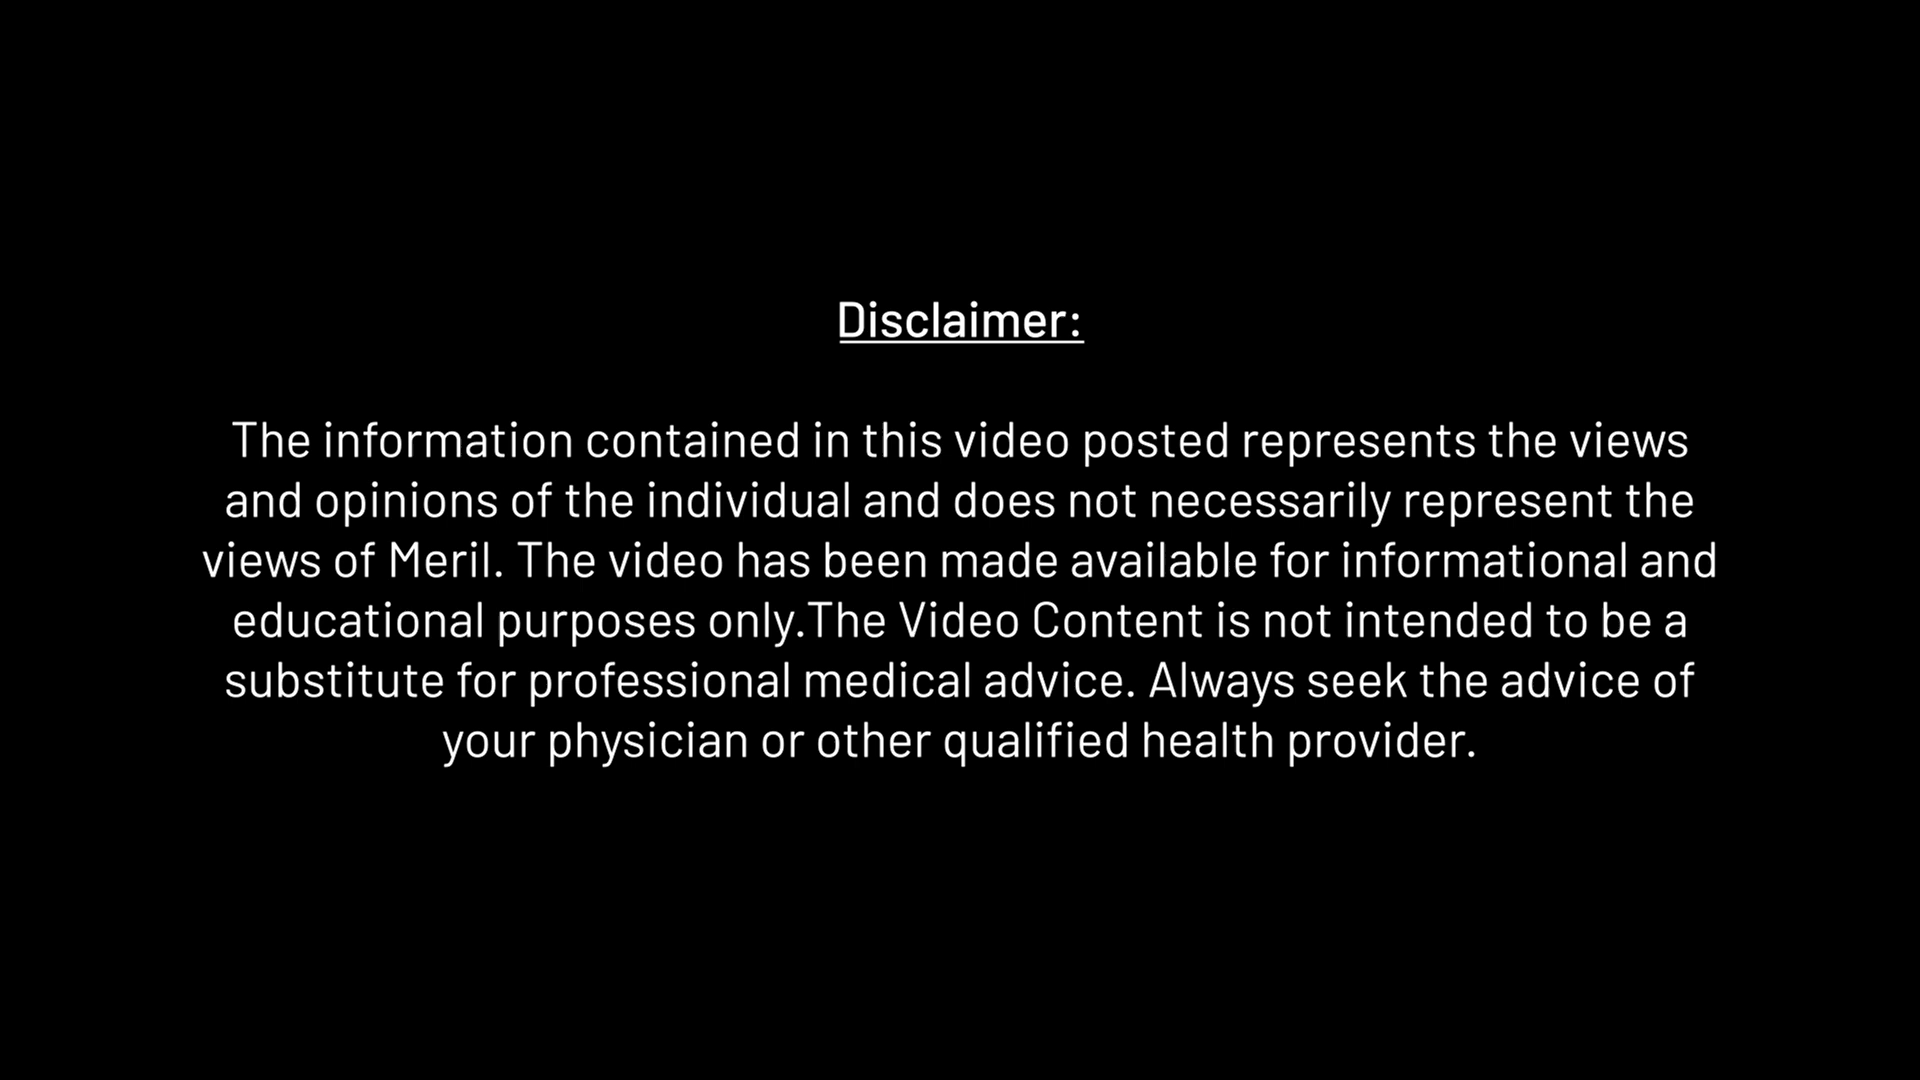 Disclaimer:
The information contained in this video posted represents the views
and opinions of the individual and does not necessarily represent the
views of Meril. The video has been made available for informational and
educational purposes only.The Video Content is not intended to be a
substitute for professional medical advice. Always seek the advice of
your physician or other qualified health provider.